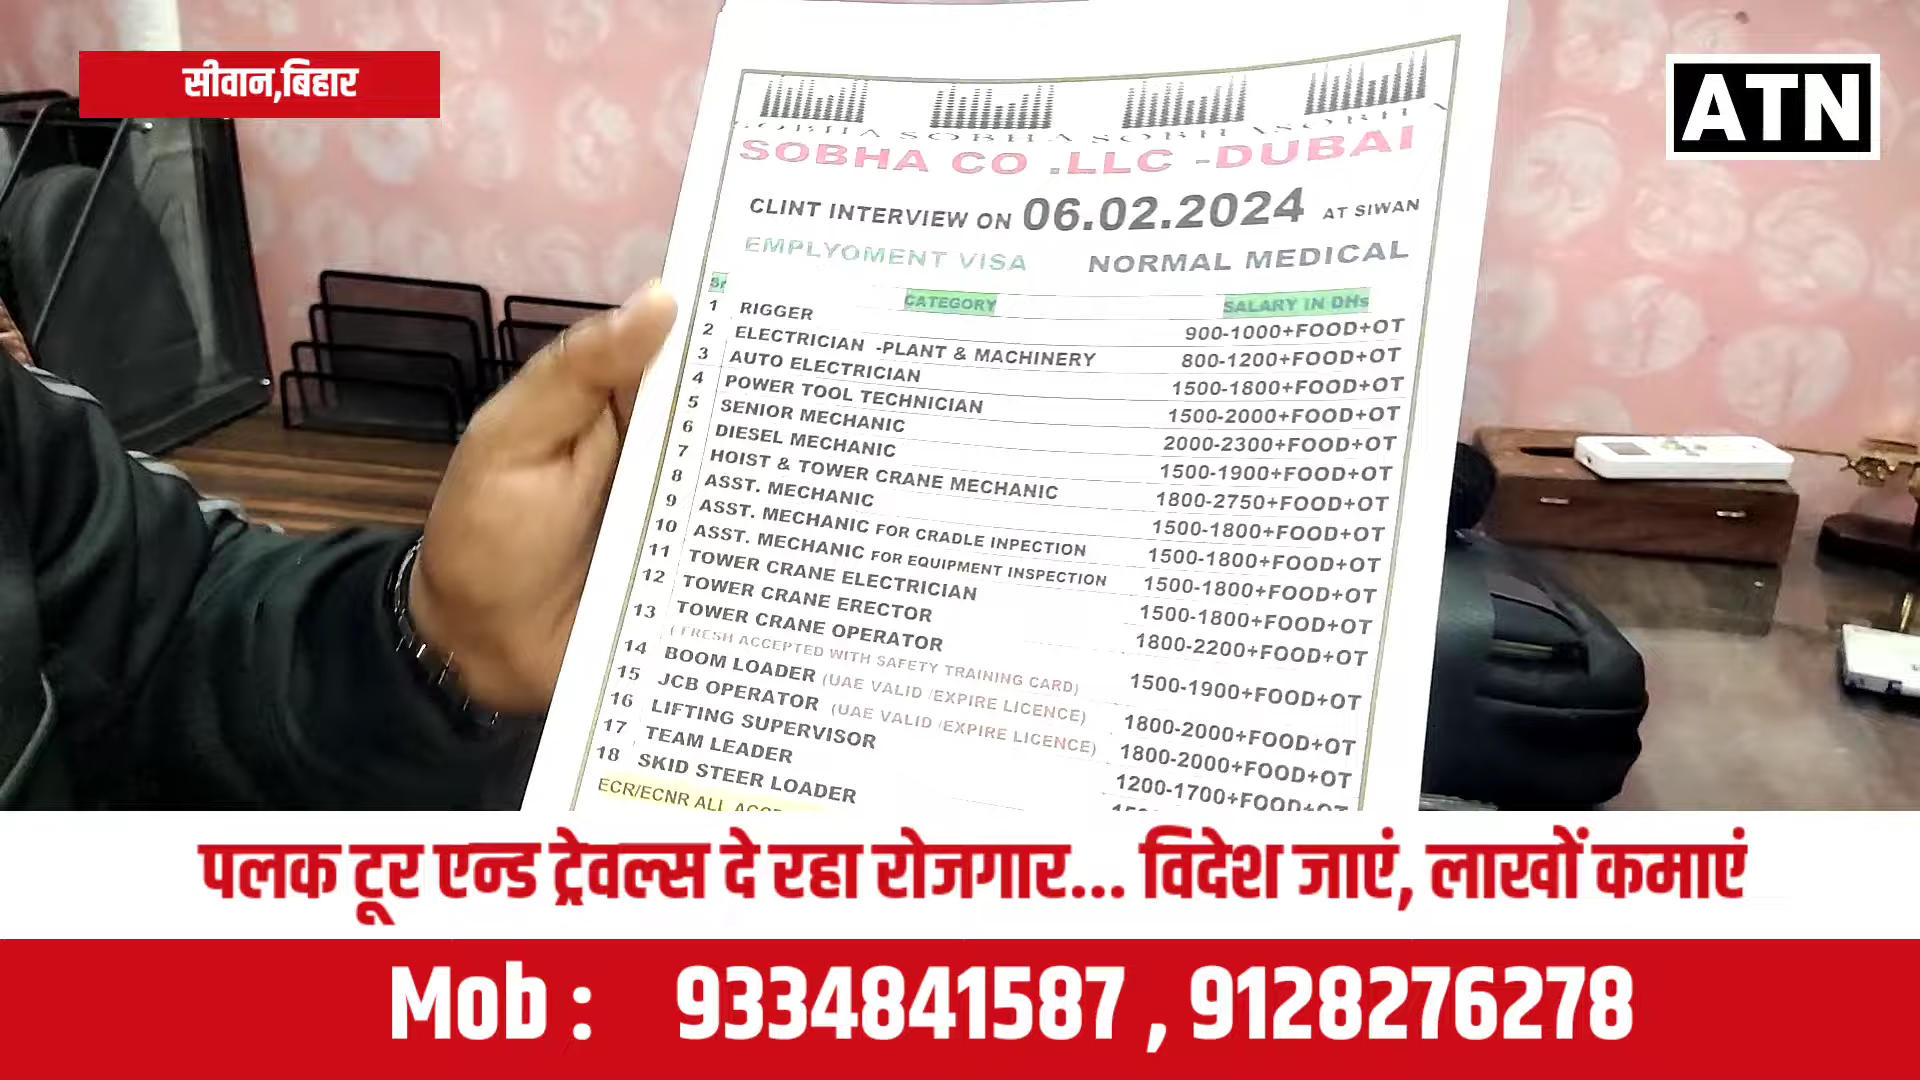 सीवान,बिहार
ATN
SOBHA SOBHA SOBHA SOBHA
SOBHA CO .LLC -DUBAI
CLINT INTERVIEW ON 06.02.2024 AT SIWAN
EMPLYOMENT VISA NORMAL MEDICAL
Sr CATEGORY SALARY IN DHs
1 RIGGER 900-1000+FOOD+OT
2 ELECTRICIAN -PLANT & MACHINERY 800-1200+FOOD+OT
3 AUTO ELECTRICIAN 1500-1800+FOOD+OT
4 POWER TOOL TECHNICIAN 1500-2000+FOOD+OT
5 SENIOR MECHANIC 2000-2300+FOOD+OT
6 DIESEL MECHANIC 1500-1900+FOOD+OT
7 HOIST & TOWER CRANE MECHANIC 1800-2750+FOOD+OT
8 ASST. MECHANIC 1500-1800+FOOD+OT
9 ASST. MECHANIC FOR CRADLE INPECTION 1500-1800+FOOD+OT
10 ASST. MECHANIC FOR EQUIPMENT INSPECTION 1500-1800+FOOD+OT
11 TOWER CRANE ELECTRICIAN 1500-1800+FOOD+OT
12 TOWER CRANE ERECTOR 1800-2200+FOOD+OT
13 TOWER CRANE OPERATOR 1500-1900+FOOD+OT
( FRESH ACCEPTED WITH SAFETY TRAINING CARD)
14 BOOM LOADER (UAE VALID /EXPIRE LICENCE) 1800-2000+FOOD+OT
15 JCB OPERATOR (UAE VALID /EXPIRE LICENCE) 1800-2000+FOOD+OT
16 LIFTING SUPERVISOR 1200-1700+FOOD+OT
17 TEAM LEADER
18 SKID STEER LOADER
ECR/ECNR ALL
पलक टूर एन्ड ट्रेवल्स दे रहा रोजगार... विदेश जाएं, लाखों कमाएं
Mob : 9334841587 , 9128276278